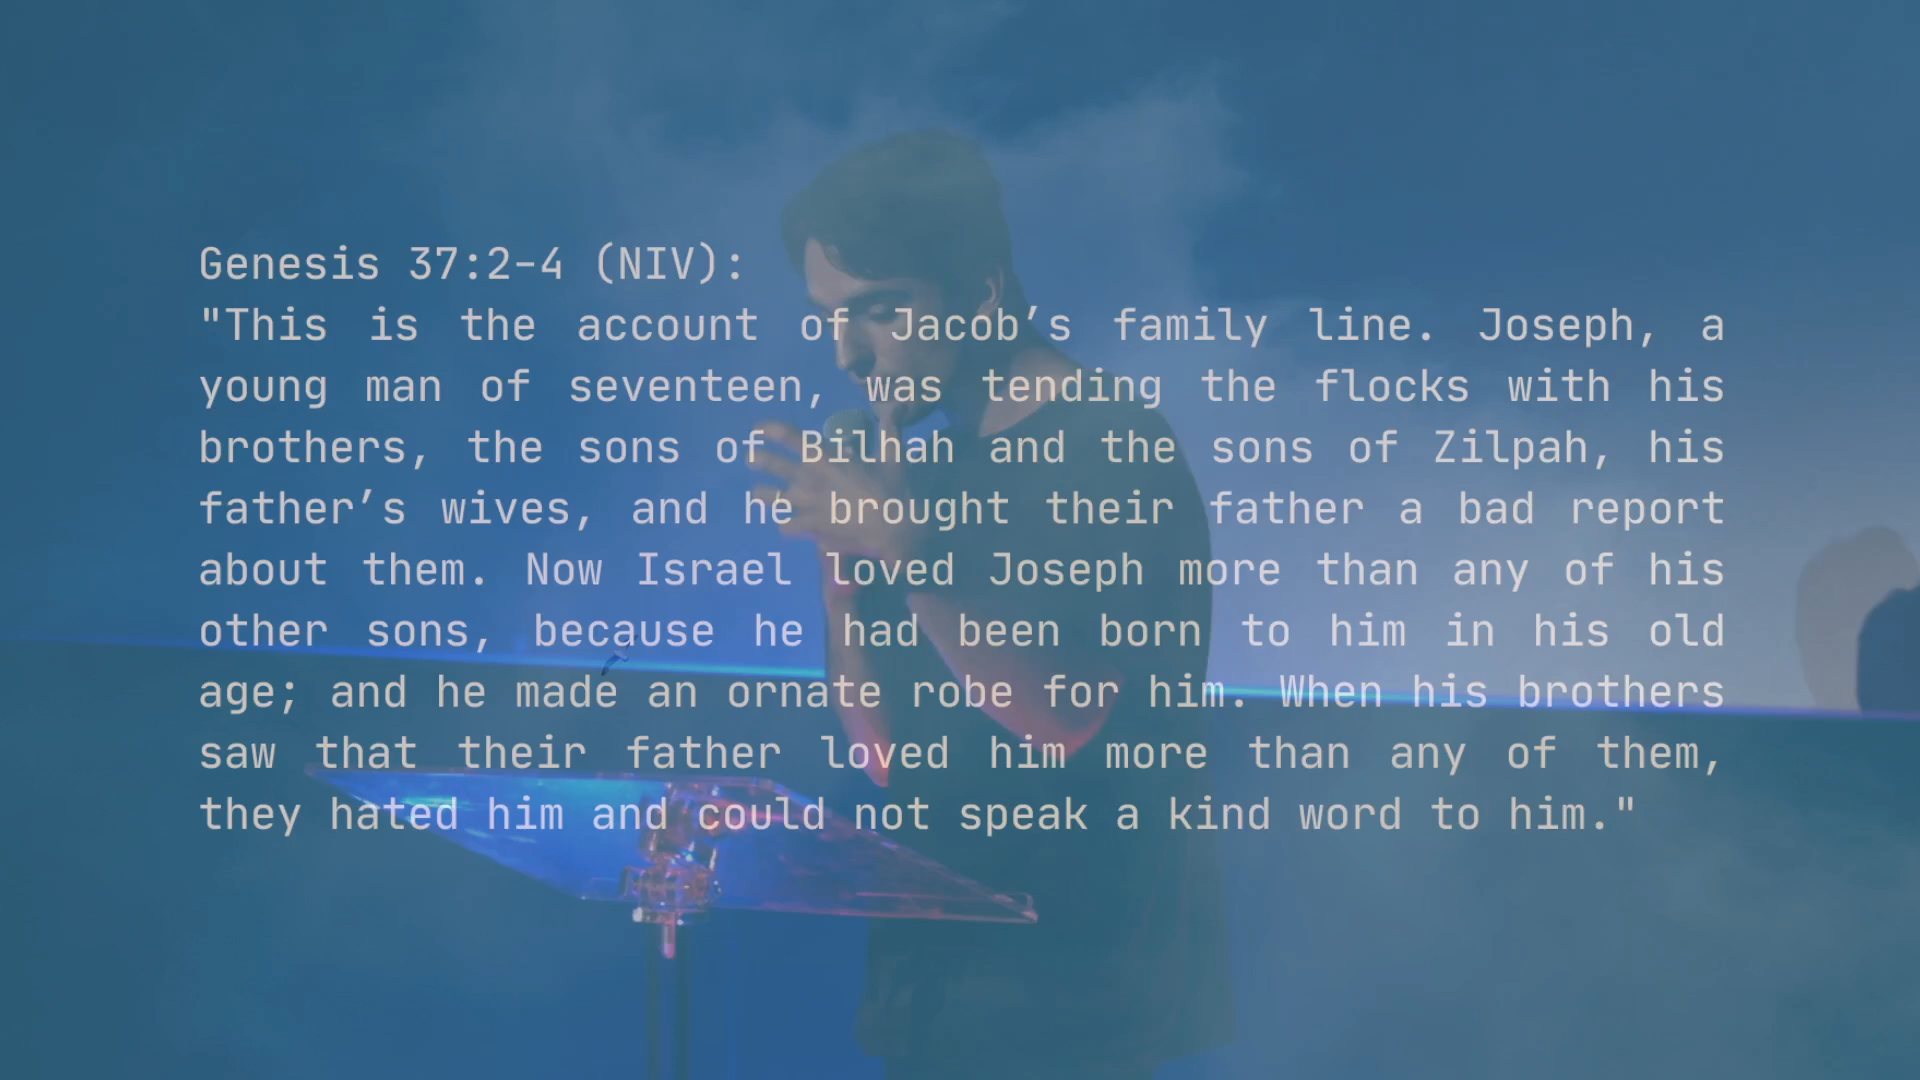 Genesis 37:2-4 (NIV):
"This is the account of Jacob’s family line. Joseph, a
young man of seventeen, was tending the flocks with his
brothers, the sons of Bilhah and the sons of Zilpah, his
father’s wives, and he brought their father a bad report
about them. Now Israel loved Joseph more than any of his
other sons, because he had been born to him in his old
age; and he made an ornate robe for him. When his brothers
saw that their father loved him more than any of them,
they hated him and could not speak a kind word to him."